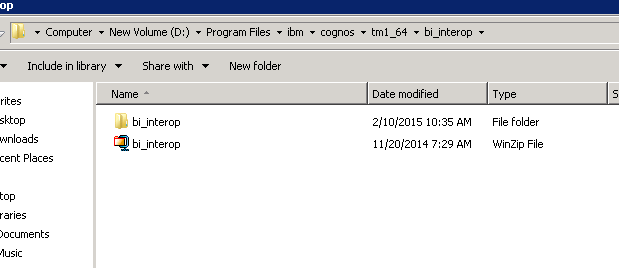 op
Computer New Volume (D:) Program Files ibm cognos tm1_64 bi_interop
Include in library Share with New folder
Name Date modified Type S
rites
sktop
wnloads
cent Places
top
raries
Documents
Music
bi_interop 2/10/2015 10:35 AM File folder
bi_interop 11/20/2014 7:29 AM WinZip File